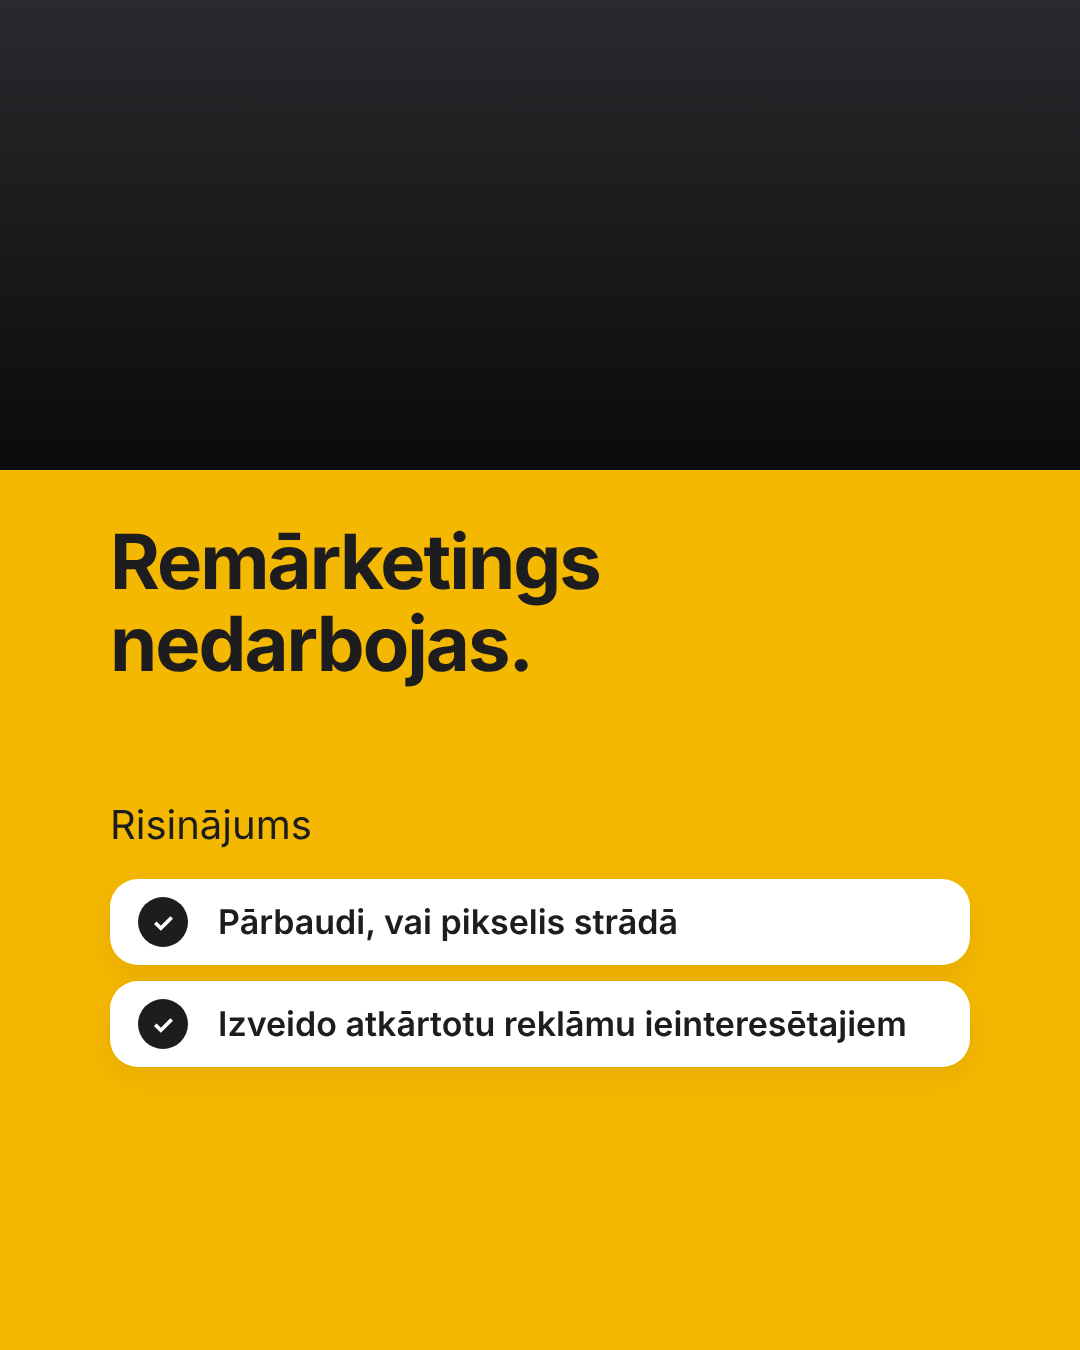 Remārketings
nedarbojas.
Risinājums
Pārbaudi, vai pikselis strādā
Izveido atkārtotu reklāmu ieinteresētajiem